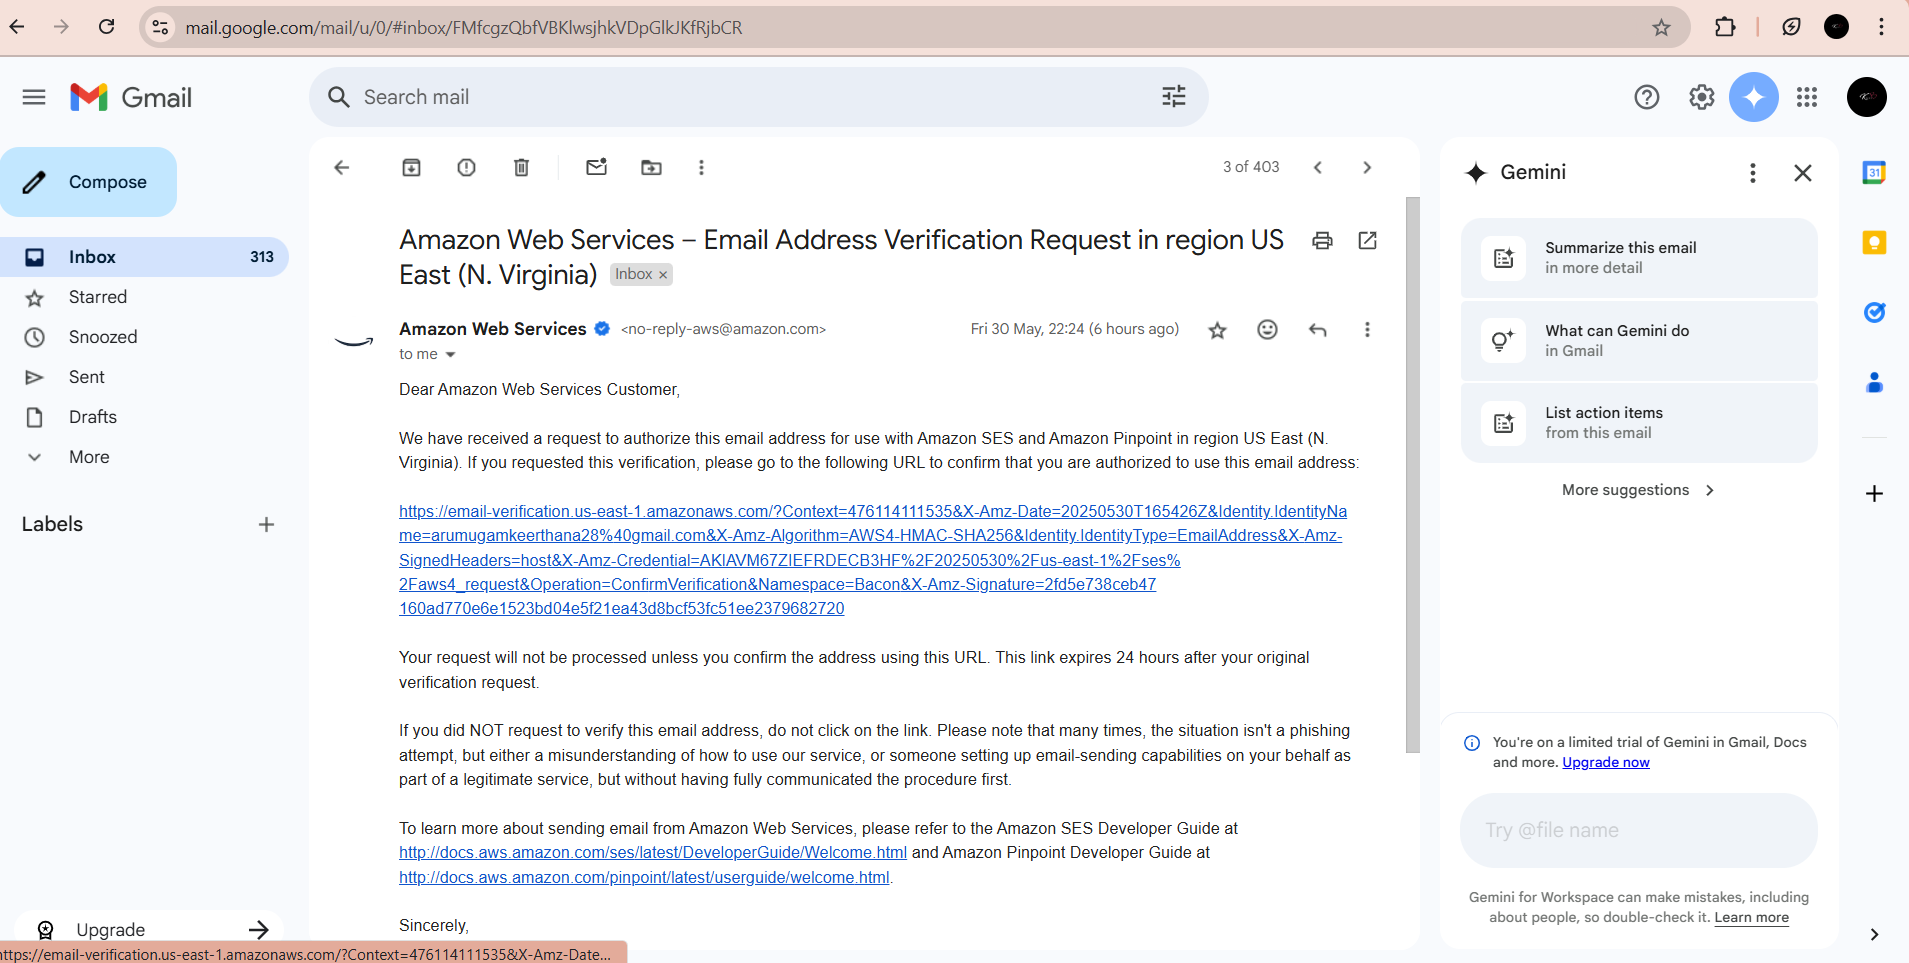 mail.google.com/mail/u/0/#inbox/FMfcgzQbfVBKlwsjhkVDpGlkJKfRjbCR
Gmail
Search mail
Compose
Inbox 313
Starred
Snoozed
Sent
Drafts
More
Labels
Upgrade
3 of 403
Amazon Web Services – Email Address Verification Request in region US
East (N. Virginia) Inbox ×
Amazon Web Services <no-reply-aws@amazon.com> Fri 30 May, 22:24 (6 hours ago)
to me
Dear Amazon Web Services Customer,
We have received a request to authorize this email address for use with Amazon SES and Amazon Pinpoint in region US East (N.
Virginia). If you requested this verification, please go to the following URL to confirm that you are authorized to use this email address:
https://email-verification.us-east-1.amazonaws.com/?Context=476114111535&X-Amz-Date=20250530T165426Z&Identity.IdentityNa
me=arumugamkeerthana28%40gmail.com&X-Amz-Algorithm=AWS4-HMAC-SHA256&Identity.IdentityType=EmailAddress&X-Amz-
SignedHeaders=host&X-Amz-Credential=AKIAVM67ZIEFRDECB3HF%2F20250530%2Fus-east-1%2Fses%
2Faws4_request&Operation=ConfirmVerification&Namespace=Bacon&X-Amz-Signature=2fd5e738ceb47
160ad770e6e1523bd04e5f21ea43d8bcf53fc51ee2379682720
Your request will not be processed unless you confirm the address using this URL. This link expires 24 hours after your original
verification request.
If you did NOT request to verify this email address, do not click on the link. Please note that many times, the situation isn't a phishing
attempt, but either a misunderstanding of how to use our service, or someone setting up email-sending capabilities on your behalf as
part of a legitimate service, but without having fully communicated the procedure first.
To learn more about sending email from Amazon Web Services, please refer to the Amazon SES Developer Guide at
http://docs.aws.amazon.com/ses/latest/DeveloperGuide/Welcome.html and Amazon Pinpoint Developer Guide at
http://docs.aws.amazon.com/pinpoint/latest/userguide/welcome.html.
Sincerely,
Gemini
Summarize this email
in more detail
What can Gemini do
in Gmail
List action items
from this email
More suggestions
You're on a limited trial of Gemini in Gmail, Docs
and more. Upgrade now
Try @file name
Gemini for Workspace can make mistakes, including
about people, so double-check it. Learn more
31
https://email-verification.us-east-1.amazonaws.com/?Context=476114111535&X-Amz-Date...